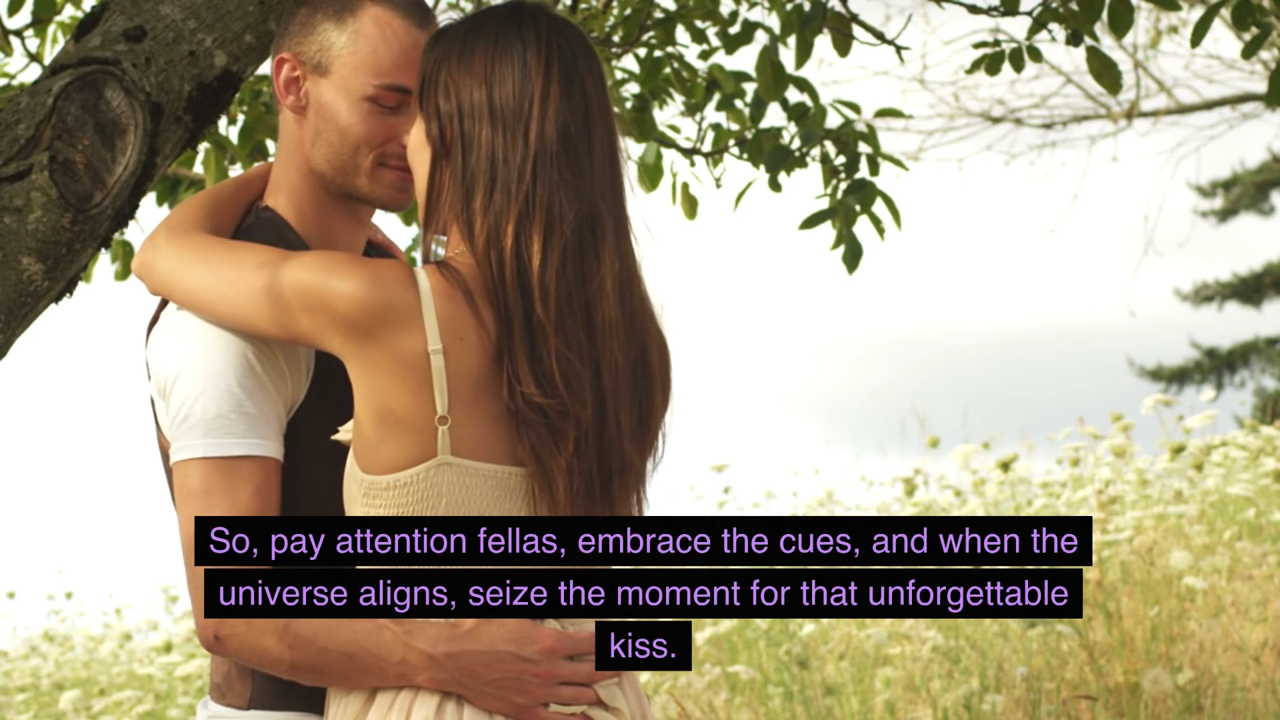 So, pay attention fellas, embrace the cues, and when the
universe aligns, seize the moment for that unforgettable
kiss.